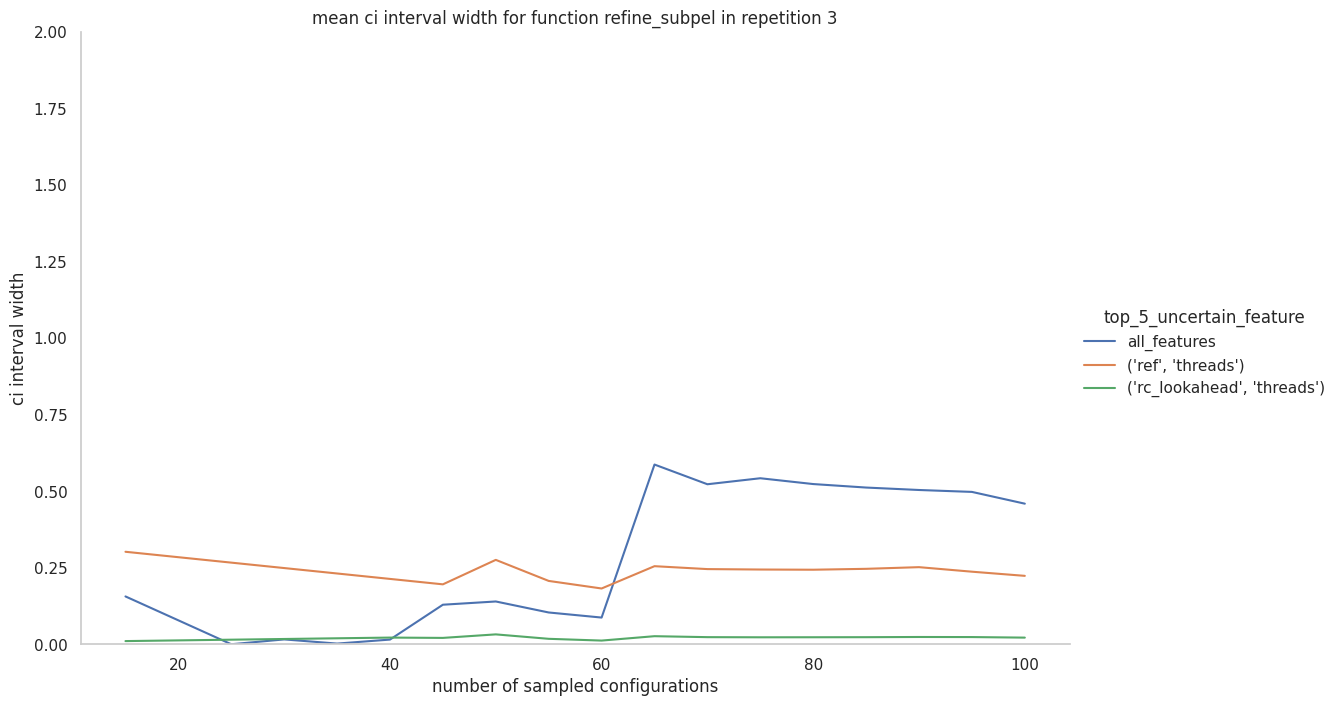 mean ci interval width for function refine_subpel in repetition 3
2.00
1.75
1.50
1.25
1.00
0.75
0.50
0.25
0.00
ci interval width
20
40
60
80
100
number of sampled configurations
top_5_uncertain_feature
all_features
('ref', 'threads')
('rc_lookahead', 'threads')